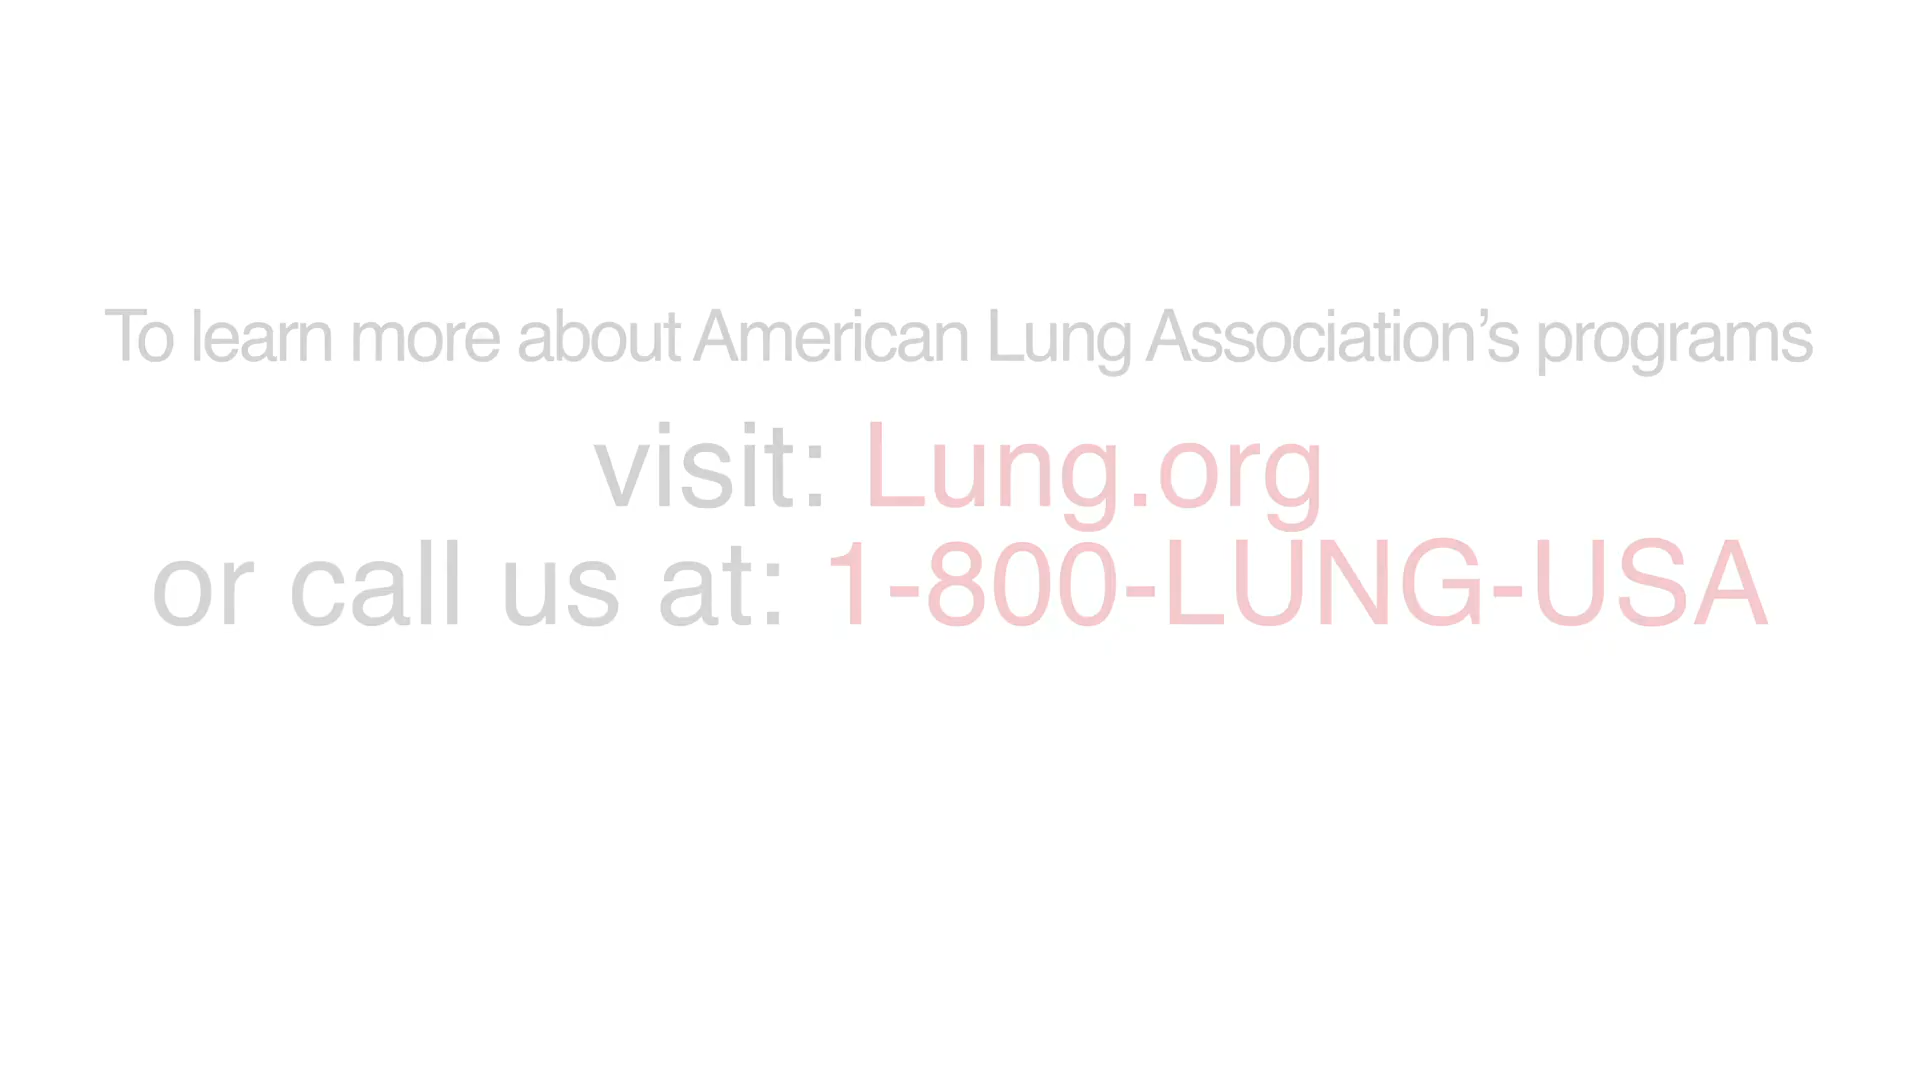 To learn more about American Lung Association’s programs
visit: Lung.org
or call us at: 1-800-LUNG-USA